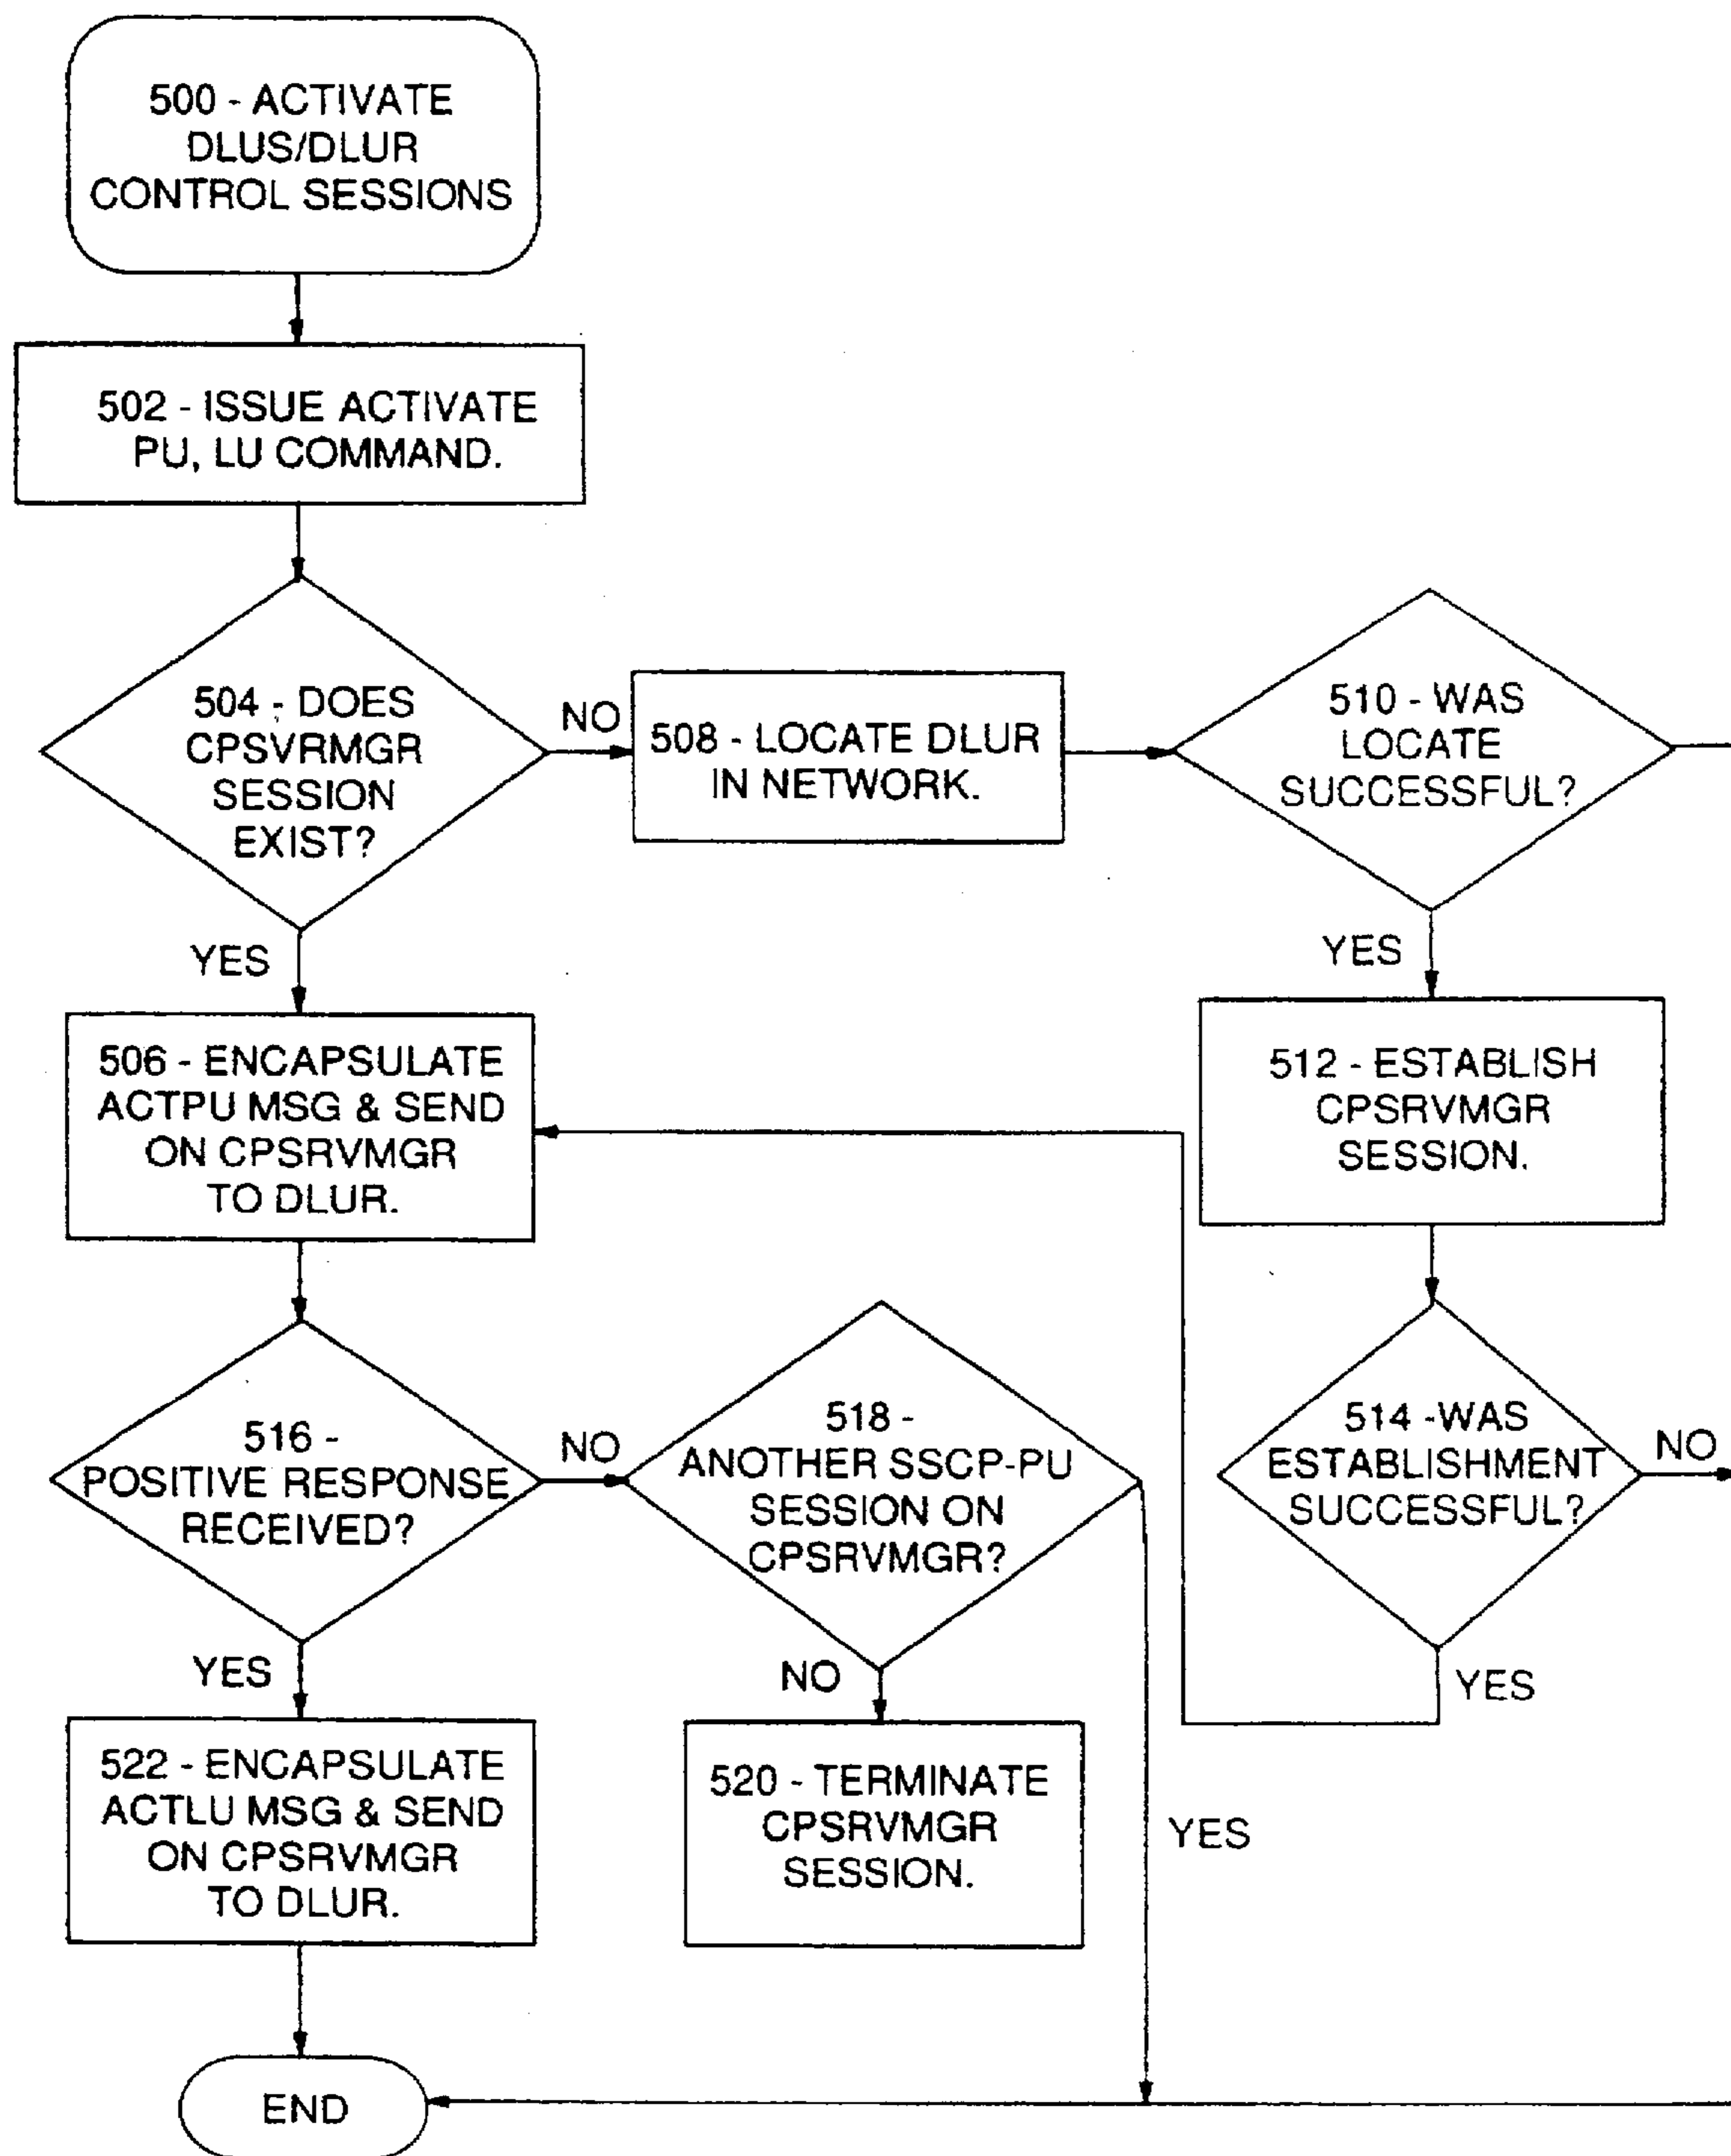 500 - ACTIVATE
DLUS/DLUR
CONTROL SESSIONS
502 - ISSUE ACTIVATE
PU, LU COMMAND.
504 - DOES
CPSVRMGR
SESSION
EXIST?
NO
508 - LOCATE DLUR
IN NETWORK.
510 - WAS
LOCATE
SUCCESSFUL?
YES
YES
506 - ENCAPSULATE
ACTPU MSG & SEND
ON CPSRVMGR
TO DLUR.
512 - ESTABLISH
CPSRVMGR
SESSION.
516 -
POSITIVE RESPONSE
RECEIVED?
NO
518 -
ANOTHER SSCP-PU
SESSION ON
CPSRVMGR?
514 -WAS
ESTABLISHMENT
SUCCESSFUL?
NO
YES
NO
YES
522 - ENCAPSULATE
ACTLU MSG & SEND
ON CPSRVMGR
TO DLUR.
520 - TERMINATE
CPSRVMGR
SESSION.
YES
END